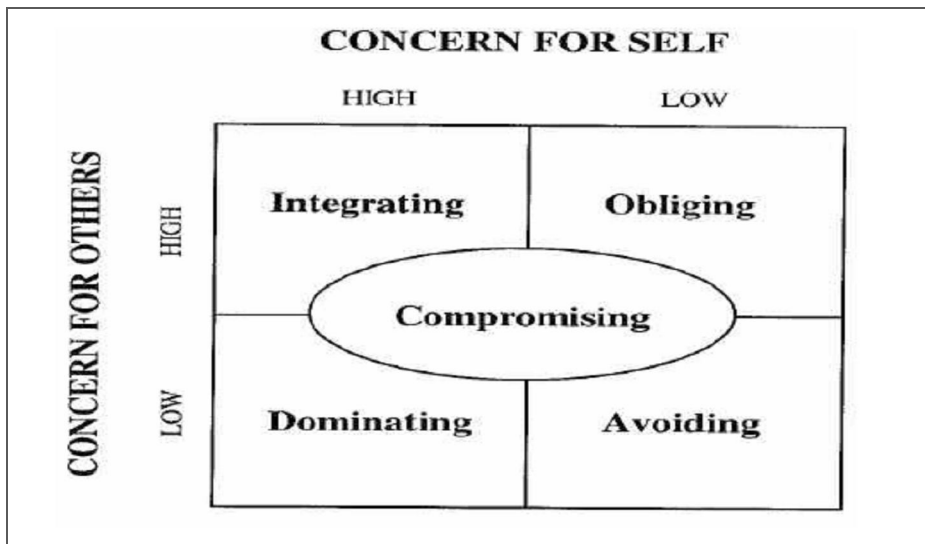 CONCERN FOR SELF
HIGH LOW
CONCERN FOR OTHERS
HIGH
Integrating Obliging
Compromising
LOW
Dominating Avoiding